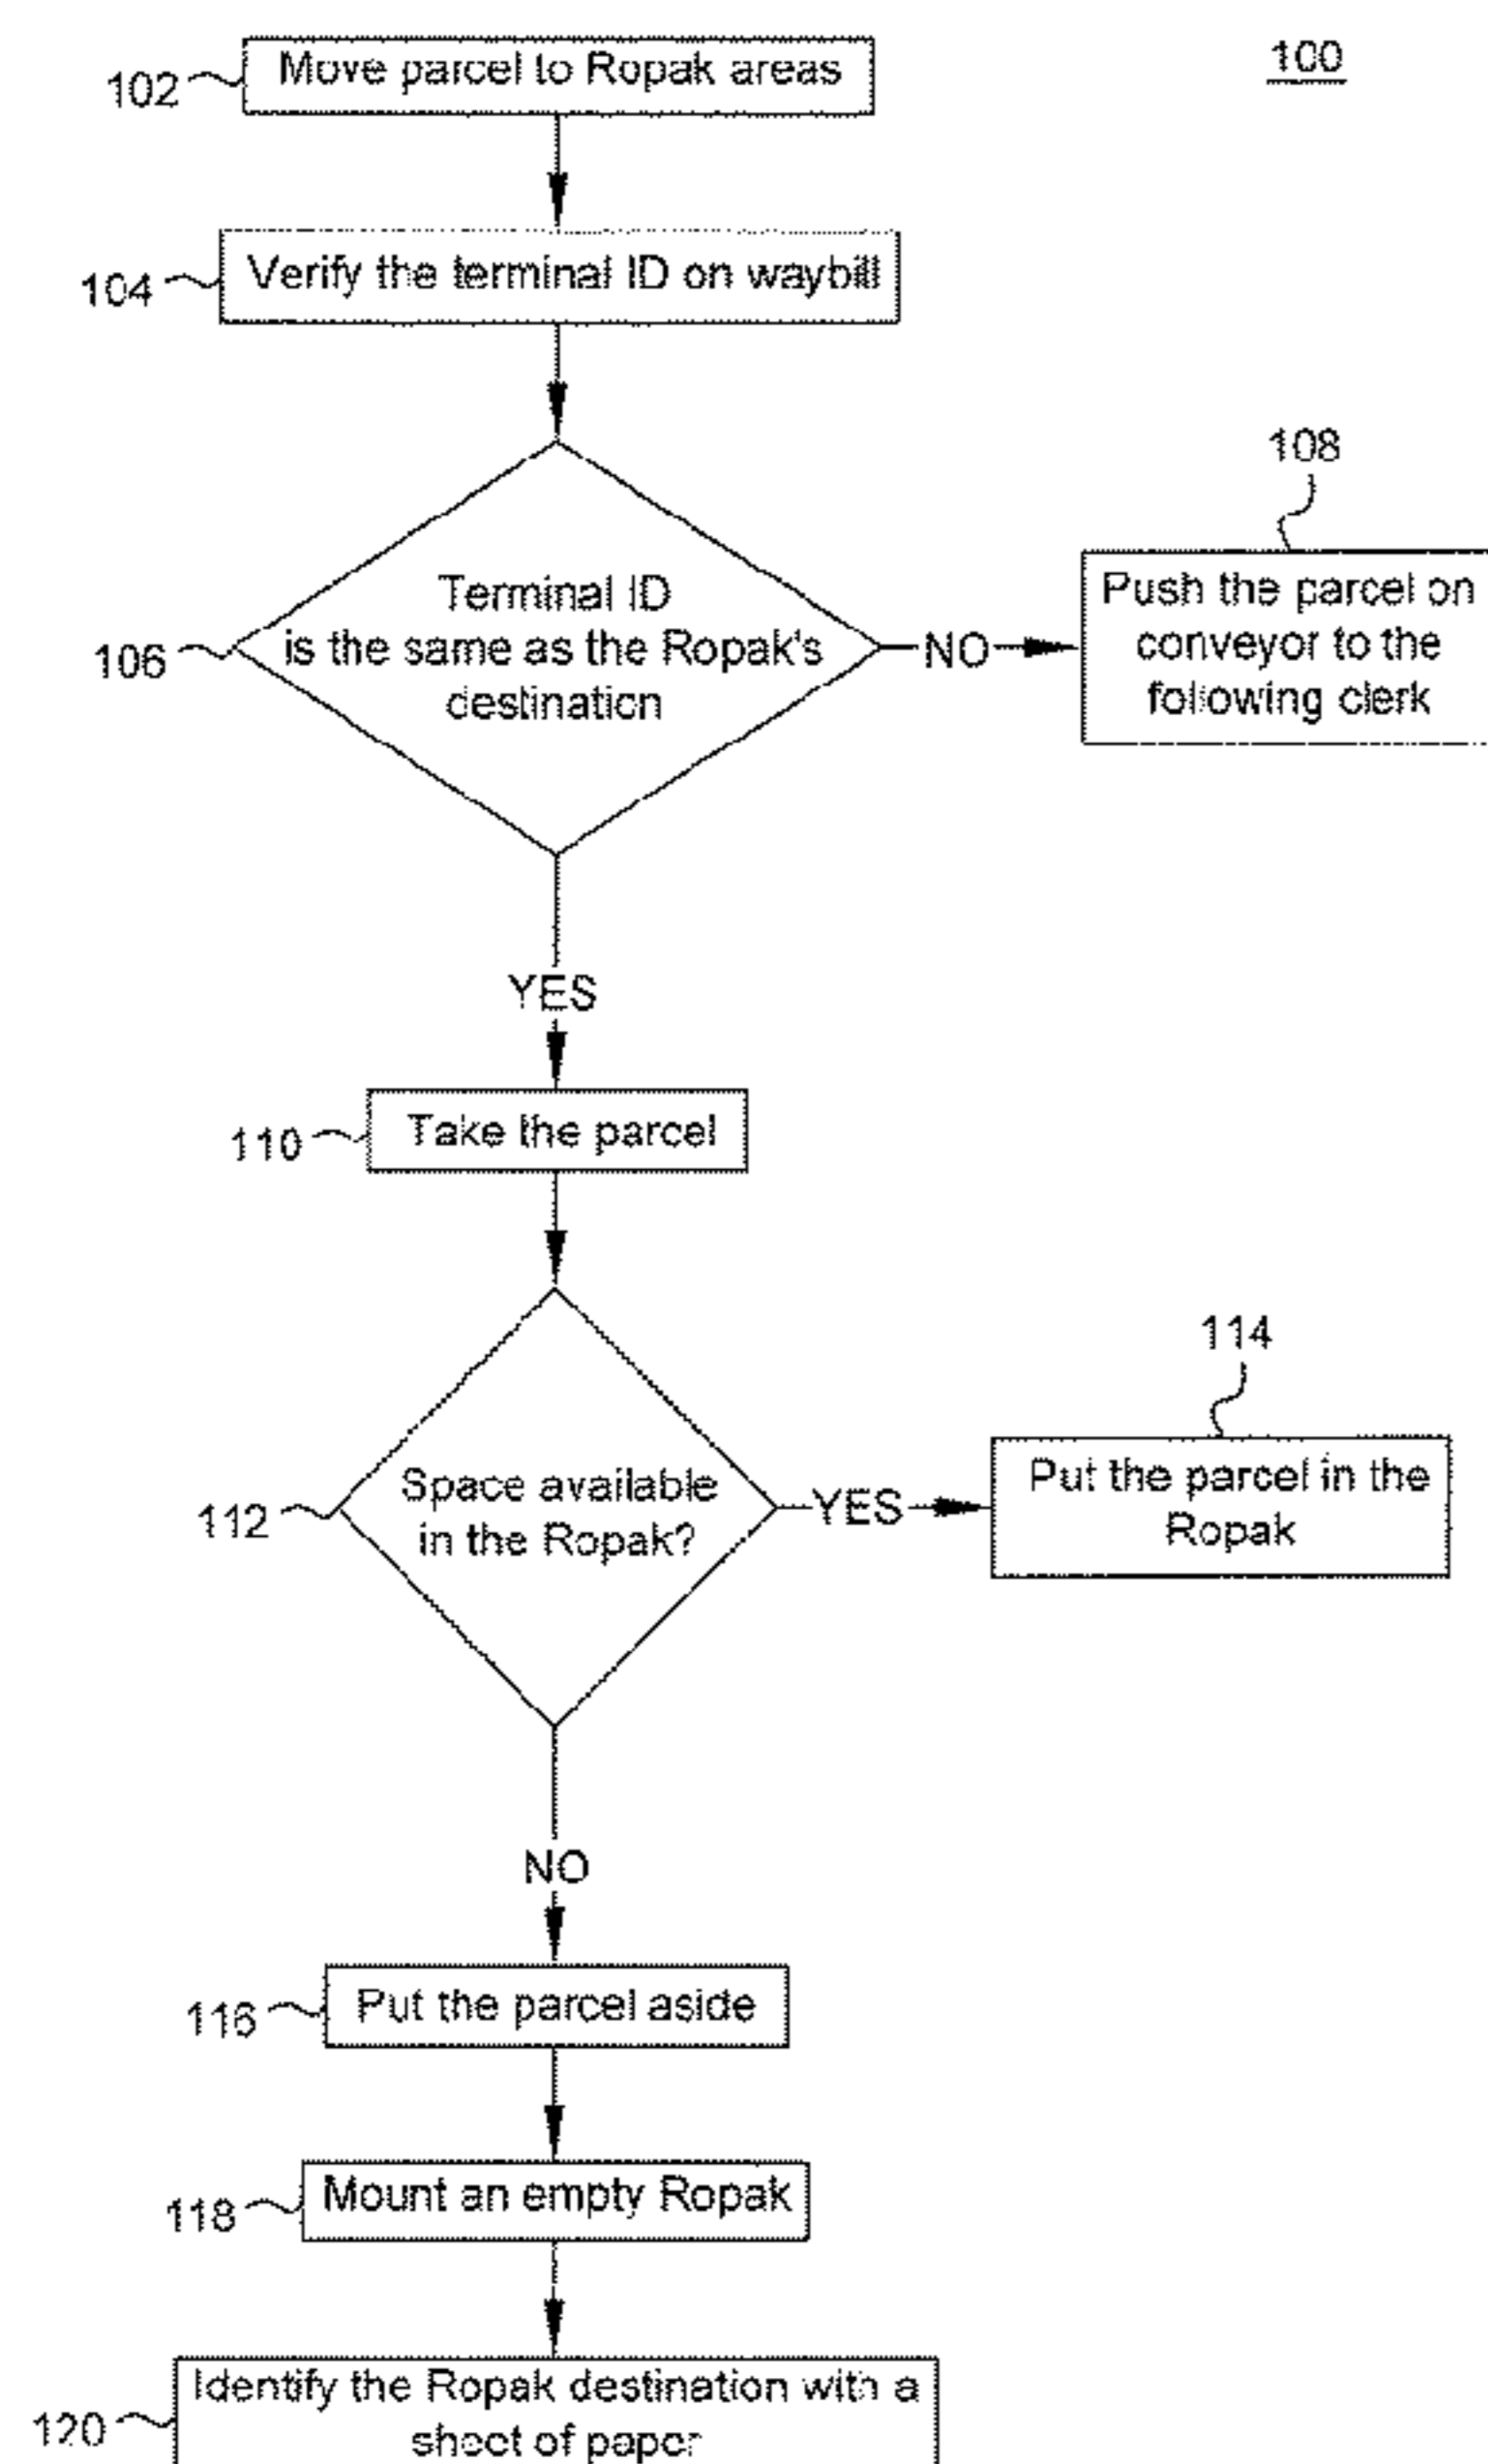 100
102
Move parcel to Ropak areas
104
Verify the terminal ID on waybill
106
Terminal ID
is the same as the Ropak's
destination
NO
108
Push the parcel on
conveyor to the
following clerk
YES
110
Take the parcel
112
Space available
in the Ropak?
YES
114
Put the parcel in the
Ropak
NO
116
Put the parcel aside
118
Mount an empty Ropak
120
Identify the Ropak destination with a
sheet of paper